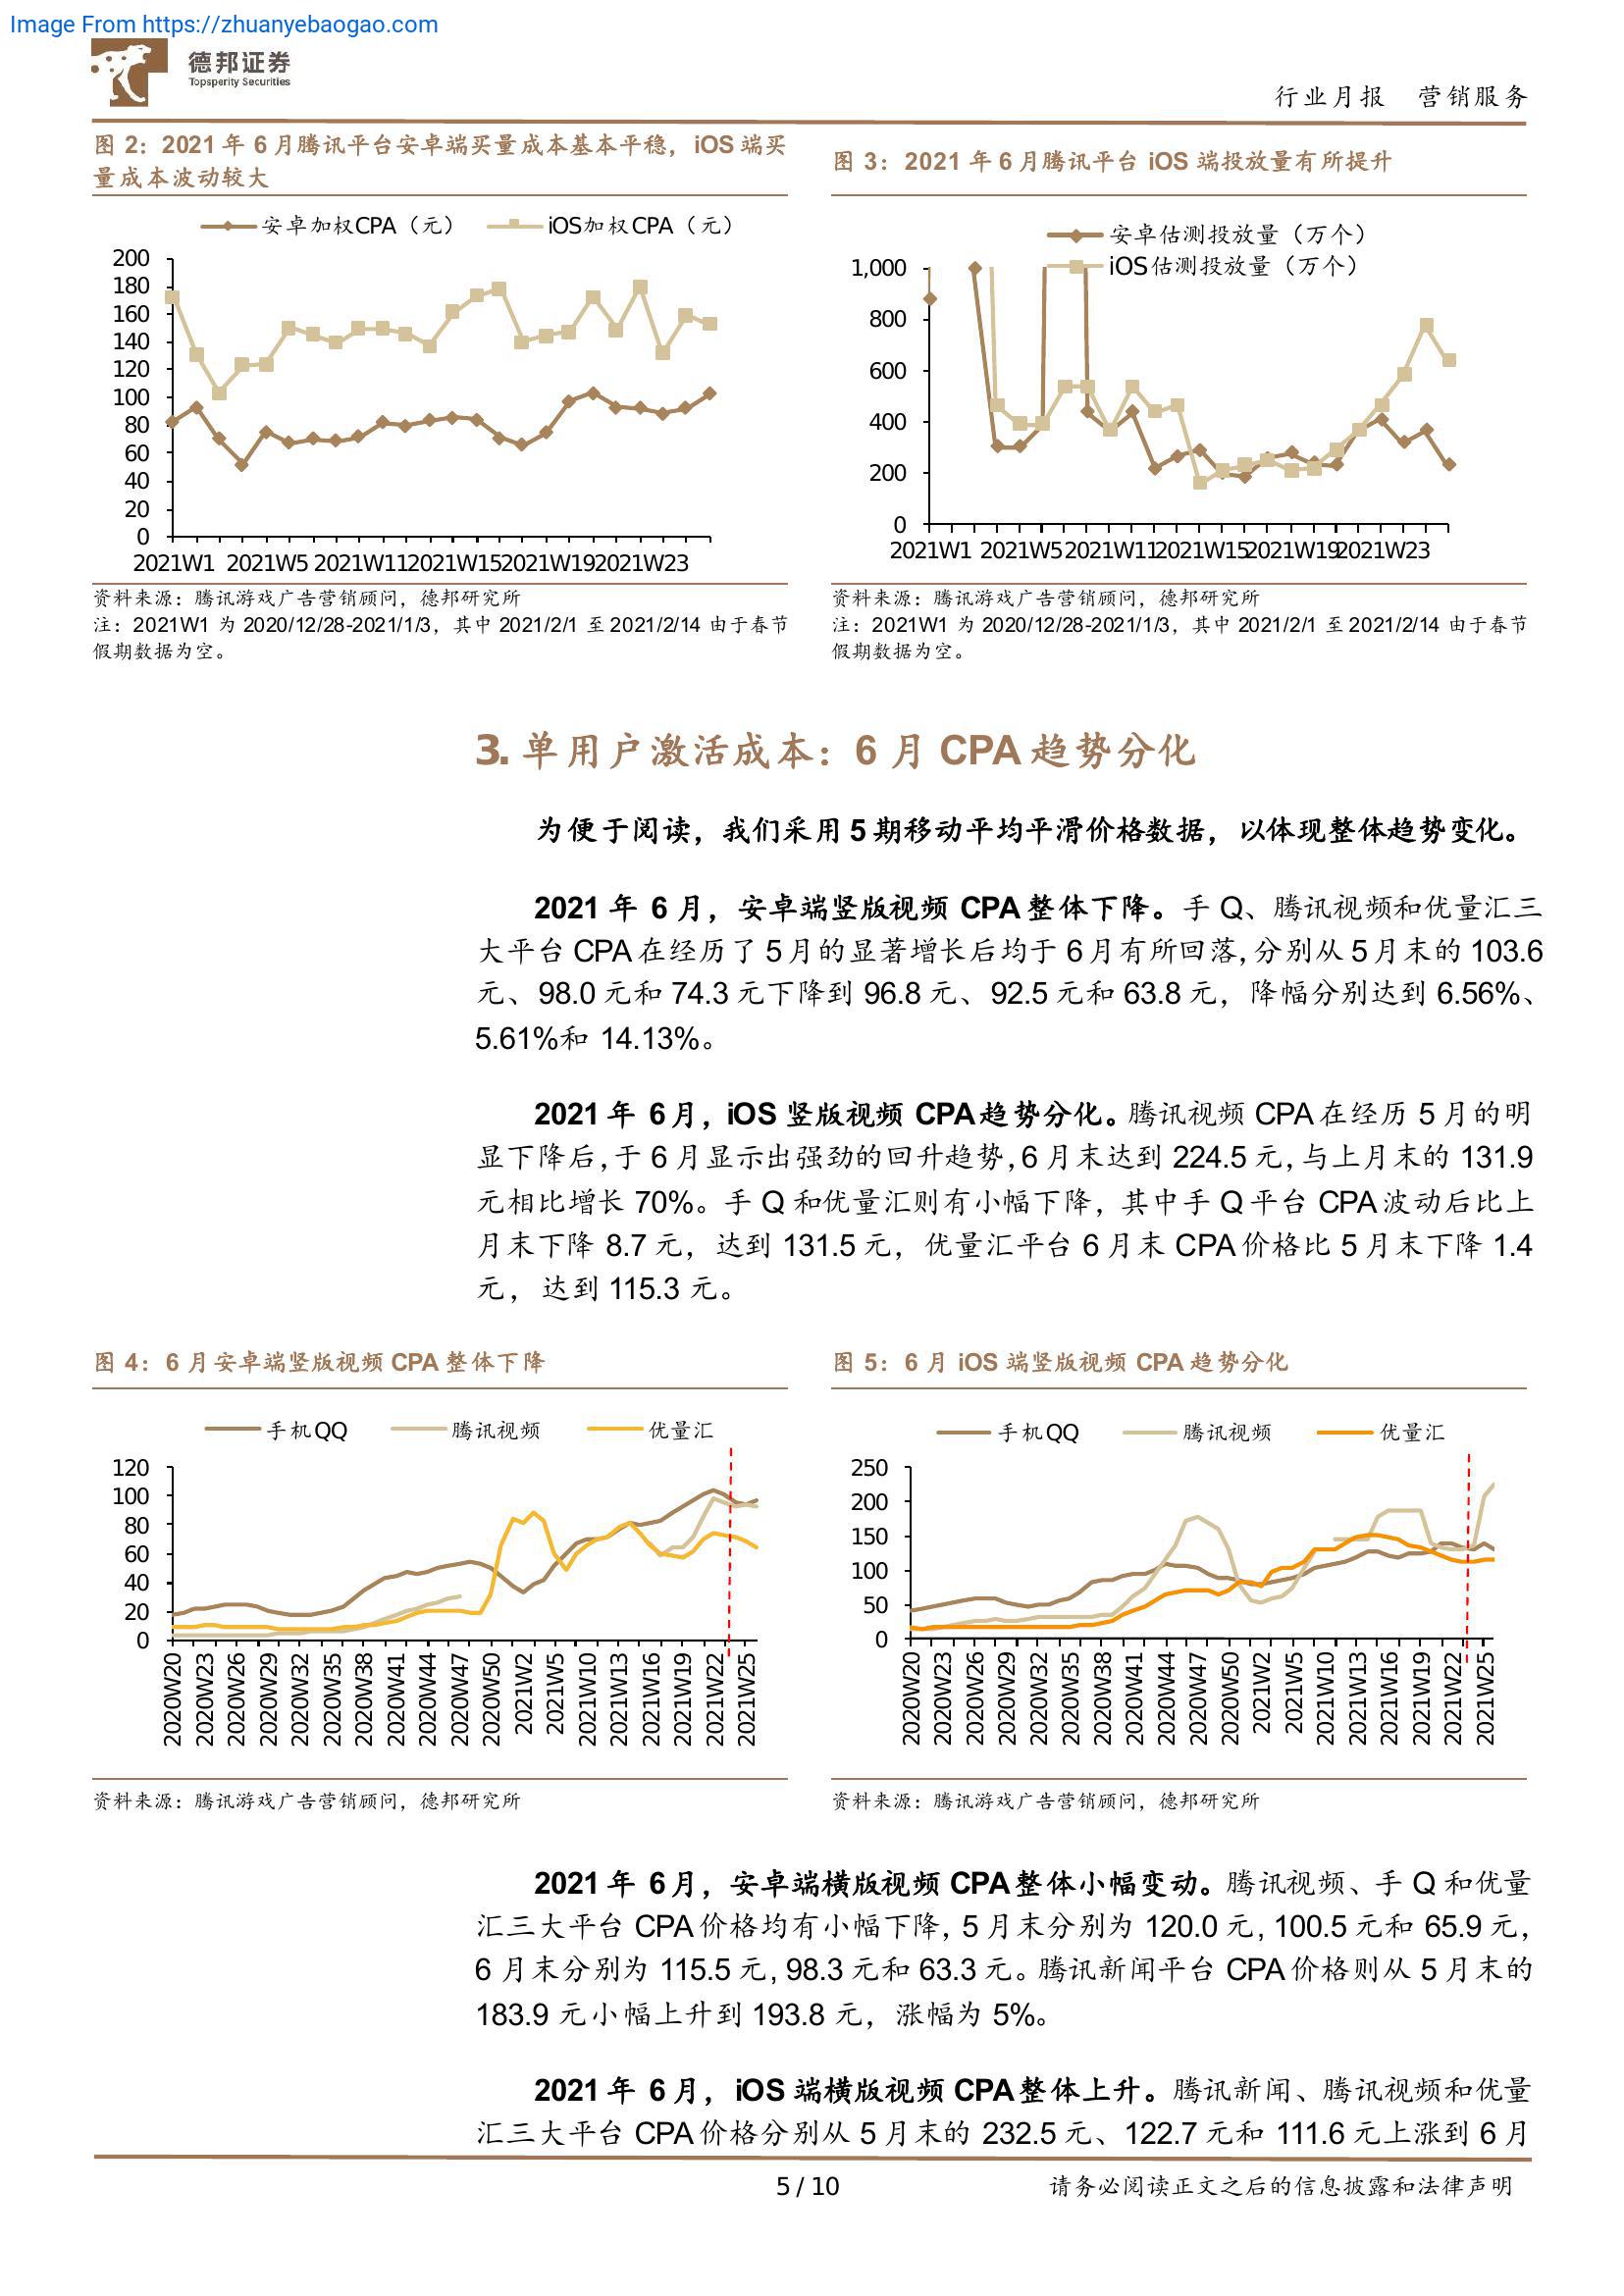 Image From https://zhuanyebaogao.com
德邦证券
Topsperity Securities
行业月报 营销服务
图 2：2021 年 6 月腾讯平台安卓端买量成本基本平稳，iOS 端买
量成本波动较大
安卓加权CPA（元） iOS加权CPA（元）
200
180
160
140
120
100
80
60
40
20
0
2021W1 2021W5 2021W11 2021W15 2021W19 2021W23
资料来源：腾讯游戏广告营销顾问，德邦研究所
注：2021W1 为 2020/12/28-2021/1/3，其中 2021/2/1 至 2021/2/14 由于春节
假期数据为空。
图 3：2021 年 6 月腾讯平台 iOS 端投放量有所提升
安卓估测投放量（万个）
iOS估测投放量（万个）
1,000
800
600
400
200
0
2021W1 2021W5 2021W11 2021W15 2021W19 2021W23
资料来源：腾讯游戏广告营销顾问，德邦研究所
注：2021W1 为 2020/12/28-2021/1/3，其中 2021/2/1 至 2021/2/14 由于春节
假期数据为空。
3. 单用户激活成本：6 月 CPA 趋势分化
为便于阅读，我们采用 5 期移动平均平滑价格数据，以体现整体趋势变化。
2021 年 6 月，安卓端竖版视频 CPA 整体下降。手 Q、腾讯视频和优量汇三
大平台 CPA 在经历了 5 月的显著增长后均于 6 月有所回落，分别从 5 月末的 103.6
元、98.0 元和 74.3 元下降到 96.8 元、92.5 元和 63.8 元，降幅分别达到 6.56%、
5.61%和 14.13%。
2021 年 6 月，iOS 竖版视频 CPA 趋势分化。腾讯视频 CPA 在经历 5 月的明
显下降后，于 6 月显示出强劲的回升趋势，6 月末达到 224.5 元，与上月末的 131.9
元相比增长 70%。手 Q 和优量汇则有小幅下降，其中手 Q 平台 CPA 波动后比上
月末下降 8.7 元，达到 131.5 元，优量汇平台 6 月末 CPA 价格比 5 月末下降 1.4
元，达到 115.3 元。
图 4：6 月安卓端竖版视频 CPA 整体下降
手机QQ 腾讯视频 优量汇
120
100
80
60
40
20
0
2020W20 2020W23 2020W26 2020W29 2020W32 2020W35 2020W38 2020W41 2020W44 2020W47 2020W50 2021W2 2021W5 2021W10 2021W13 2021W16 2021W19 2021W22 2021W25
资料来源：腾讯游戏广告营销顾问，德邦研究所
图 5：6 月 iOS 端竖版视频 CPA 趋势分化
手机QQ 腾讯视频 优量汇
250
200
150
100
50
0
2020W20 2020W23 2020W26 2020W29 2020W32 2020W35 2020W38 2020W41 2020W44 2020W47 2020W50 2021W2 2021W5 2021W10 2021W13 2021W16 2021W19 2021W22 2021W25
资料来源：腾讯游戏广告营销顾问，德邦研究所
2021 年 6 月，安卓端横版视频 CPA 整体小幅变动。腾讯视频、手 Q 和优量
汇三大平台 CPA 价格均有小幅下降，5 月末分别为 120.0 元，100.5 元和 65.9 元，
6 月末分别为 115.5 元，98.3 元和 63.3 元。腾讯新闻平台 CPA 价格则从 5 月末的
183.9 元小幅上升到 193.8 元，涨幅为 5%。
2021 年 6 月，iOS 端横版视频 CPA 整体上升。腾讯新闻、腾讯视频和优量
汇三大平台 CPA 价格分别从 5 月末的 232.5 元、122.7 元和 111.6 元上涨到 6 月
5 / 10
请务必阅读正文之后的信息披露和法律声明